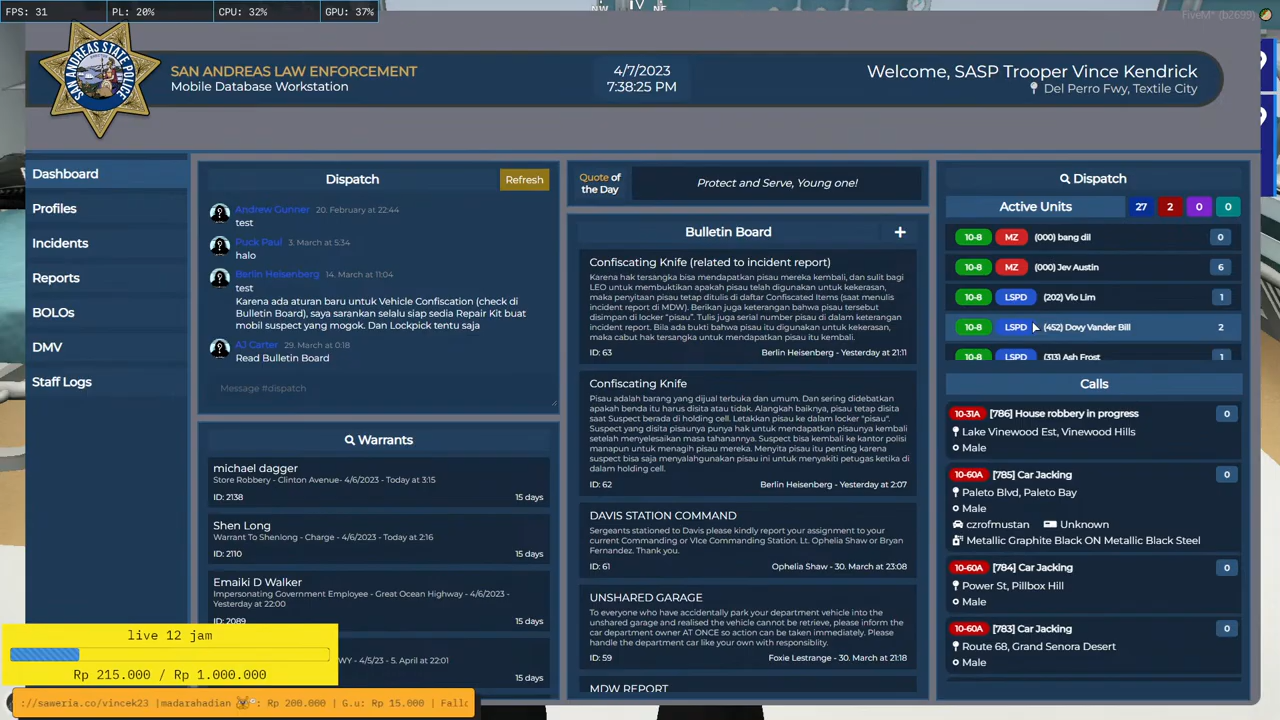 FPS: 31
PL: 20%
CPU: 32%
GPU: 37%
NW
NE
FiveM* (b2699)
SAN ANDREAS STATE POLICE
SAN ANDREAS LAW ENFORCEMENT
Mobile Database Workstation
4/7/2023
7:38:25 PM
Welcome, SASP Trooper Vince Kendrick
Del Perro Fwy, Textile City
Dashboard
Profiles
Incidents
Reports
BOLOs
DMV
Staff Logs
Dispatch
Refresh
Andrew Gunner 20. February at 22:44
test
Puck Paul 3. March at 5:34
halo
Berlin Heisenberg 14. March at 11:04
test
Karena ada aturan baru untuk Vehicle Confiscation (check di
Bulletin Board), saya sarankan selalu siap sedia Repair Kit buat
mobil suspect yang mogok. Dan Lockpick tentu saja
AJ Carter 29. March at 0:18
Read Bulletin Board
Message #dispatch
Warrants
michael dagger
Store Robbery - Clinton Avenue- 4/6/2023 - Today at 3:15
ID: 2138
15 days
Shen Long
Warrant To Shenlong - Charge - 4/6/2023 - Today at 2:16
ID: 2110
15 days
Emaiki D Walker
Impersonating Government Employee - Great Ocean Highway - 4/6/2023 -
Yesterday at 22:00
ID: 2089
15 days
WY - 4/5/23 - 5. April at 22:01
15 days
Quote of
the Day
Protect and Serve, Young one!
Bulletin Board
+
Confiscating Knife (related to incident report)
Karena hak tersangka bisa mendapatkan pisau mereka kembali, dan sulit bagi
LEO untuk membuktikan apakah pisau telah digunakan untuk kekerasan,
maka penyitaan pisau tetap ditulis di daftar Confiscated Items (saat menulis
incident report di MDW). Berikan juga keterangan bahwa pisau tersebut
disimpan di locker "pisau". Tulis juga serial number pisau di dalam keterangan
incident report. Bila ada bukti bahwa pisau itu digunakan untuk kekerasan,
maka cabut hak tersangka untuk mendapatkan pisau itu kembali.
ID: 63
Berlin Heisenberg - Yesterday at 21:11
Confiscating Knife
Pisau adalah barang yang dijual terbuka dan umum. Dan sering didebatkan
apakah benda itu harus disita atau tidak. Alangkah baiknya, pisau tetap disita
saat Suspect berada di holding cell. Letakkan pisau ke dalam locker "pisau".
Suspect yang disita pisaunya punya hak untuk mendapatkan pisaunya kembali
setelah menyelesaikan masa tahanannya. Suspect bisa kembali ke kantor polisi
manapun untuk menagih pisau mereka. Menyita pisau itu penting karena
suspect bisa saja menyalahgunakan pisau ini untuk menyakiti petugas ketika di
dalam holding cell.
ID: 62
Berlin Heisenberg - Yesterday at 2:07
DAVIS STATION COMMAND
Sergeants stationed to Davis please kindly report your assignment to your
current Commanding or VIce Commanding Station. Lt. Ophelia Shaw or Bryan
Fernandez. Thank you.
ID: 61
Ophelia Shaw - 30. March at 23:08
UNSHARED GARAGE
To everyone who have accidentally park your department vehicle into the
unshared garage and realised the vehicle cannot be retrieve, please inform the
car department owner AT ONCE so action can be taken immediately. Please
handle the department car like your own with responsiblity.
ID: 59
Foxie Lestrange - 30. March at 21:18
MDW REPORT
Dispatch
Active Units
27
2
0
0
10-8 MZ (000) bang dil 0
10-8 MZ (000) Jev Austin 6
10-8 LSPD (202) Vio Lim 1
10-8 LSPD (452) Dovy Vander Bill 2
10-8 LSPD (313) Ash Frost 1
Calls
10-31A [786] House robbery in progress 0
Lake Vinewood Est, Vinewood Hills
Male
10-60A [785] Car Jacking 0
Paleto Blvd, Paleto Bay
Male
czrofmustan Unknown
Metallic Graphite Black ON Metallic Black Steel
10-60A [784] Car Jacking 0
Power St, Pillbox Hill
Male
10-60A [783] Car Jacking 0
Route 68, Grand Senora Desert
Male
live 12 jam
Rp 215.000 / Rp 1.000.000
://saweria.co/vincek23 |madarahadian : Rp 200.000 | G.u: Rp 15.000 | Fall